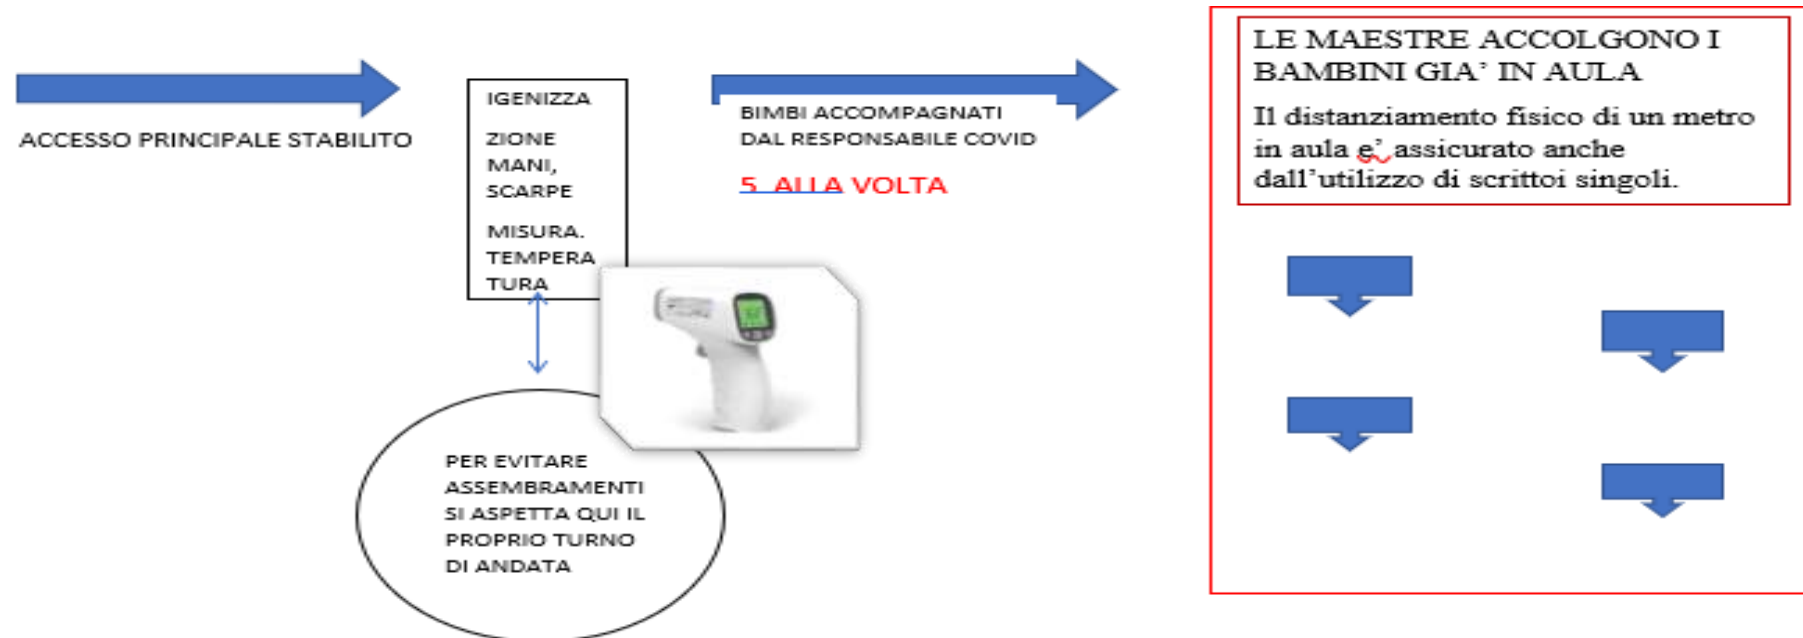 ACCESSO PRINCIPALE STABILITO
IGENIZZA
ZIONE
MANI,
SCARPE
MISURA.
TEMPERA
TURA
PER EVITARE
ASSEMBRAMENTI
SI ASPETTA QUI IL
PROPRIO TURNO
DI ANDATA
BIMBI ACCOMPAGNATI
DAL RESPONSABILE COVID
5 ALLA VOLTA
LE MAESTRE ACCOLGONO I
BAMBINI GIA’ IN AULA
Il distanziamento fisico di un metro
in aula e’ assicurato anche
dall’utilizzo di scrittoi singoli.